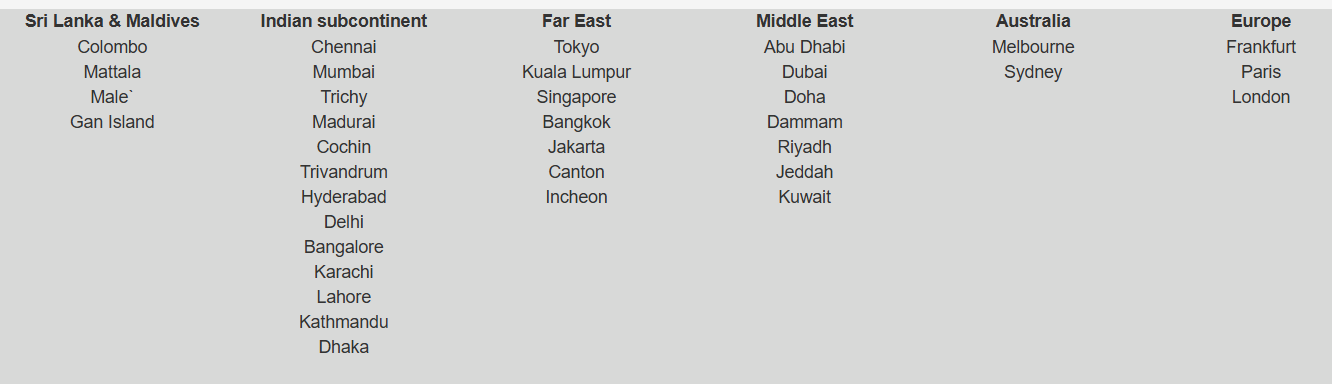 Sri Lanka & Maldives Indian subcontinent Far East Middle East Australia Europe
Colombo Chennai Tokyo Abu Dhabi Melbourne Frankfurt
Mattala Mumbai Kuala Lumpur Dubai Sydney Paris
Male` Trichy Singapore Doha London
Gan Island Madurai Bangkok Dammam
Cochin Jakarta Riyadh
Trivandrum Canton Jeddah
Hyderabad Incheon Kuwait
Delhi
Bangalore
Karachi
Lahore
Kathmandu
Dhaka